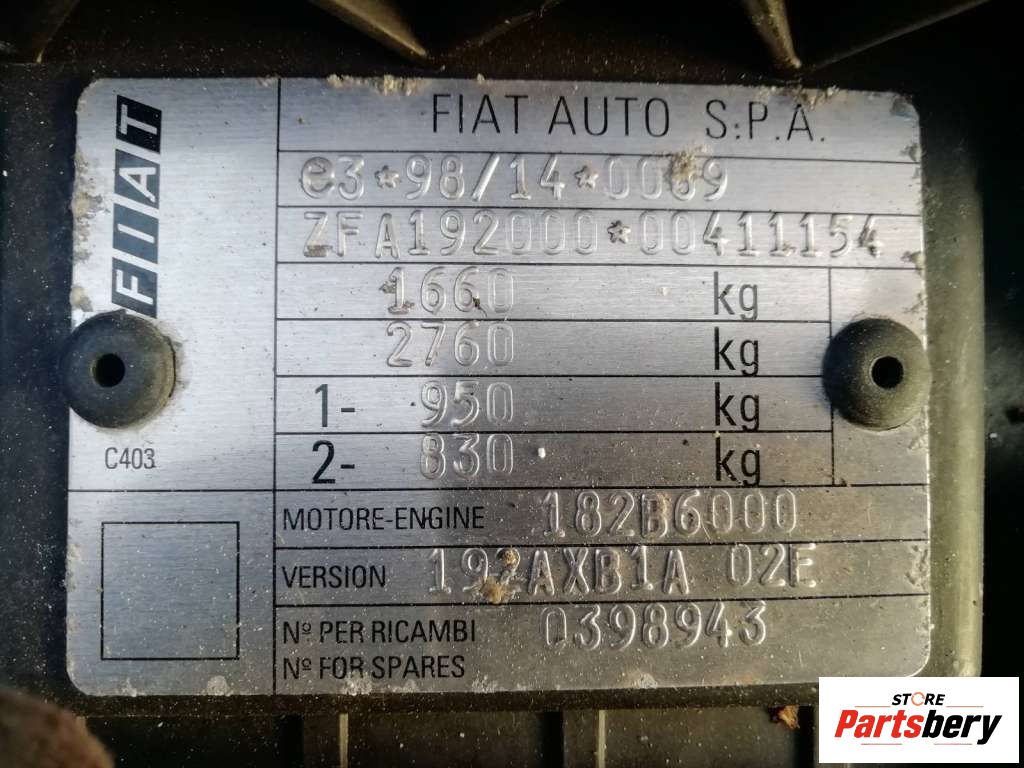 FIAT
FIAT AUTO S.P.A.
e3*98/14*0069
ZFA192000*00411154
1660 kg
2760 kg
1- 950 kg
2- 830 kg
C403
MOTORE-ENGINE 182B6000
VERSION 192AXB1A 02E
Nº PER RICAMBI 0398943
Nº FOR SPARES
STORE
Partsbery